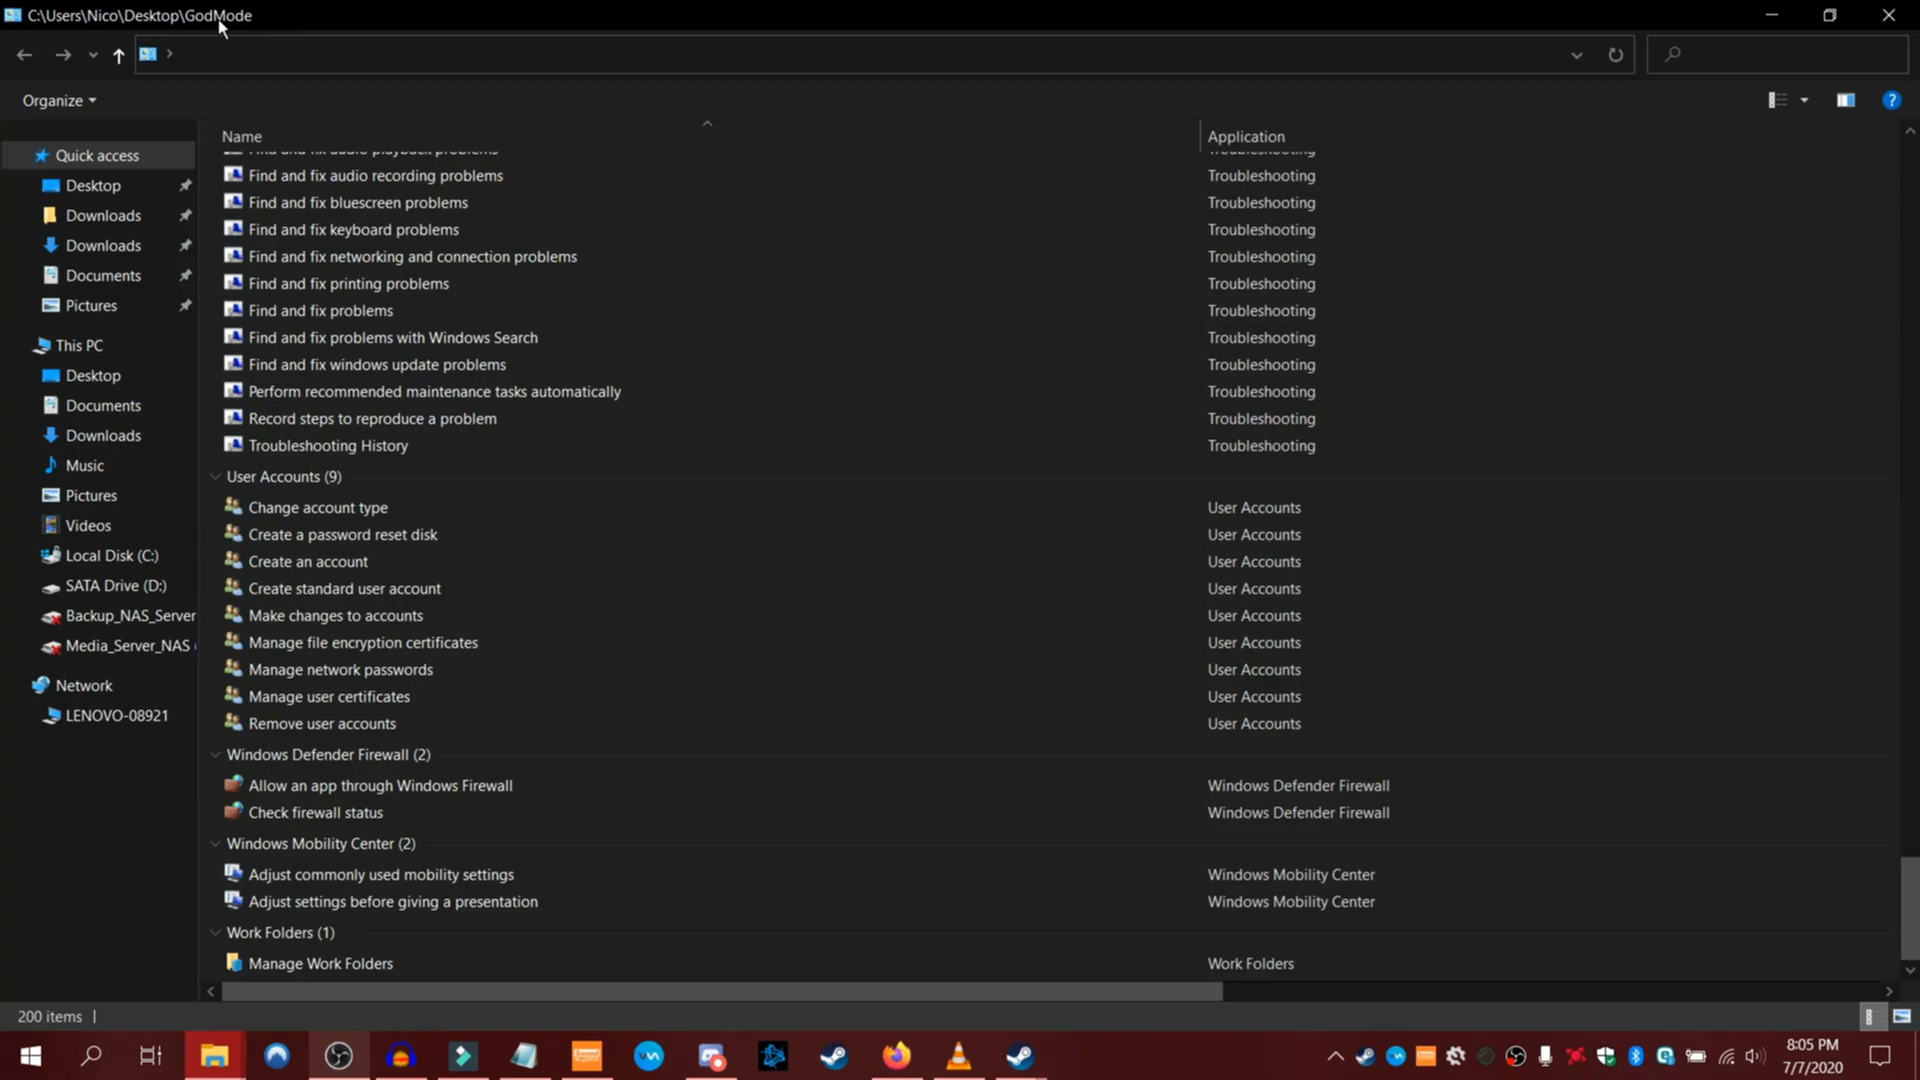 C:\Users\Nico\Desktop\GodMode
Organize
Name
Application
Quick access
Desktop
Downloads
Downloads
Documents
Pictures
This PC
Desktop
Documents
Downloads
Music
Pictures
Videos
Local Disk (C:)
SATA Drive (D:)
Backup_NAS_Server
Media_Server_NAS
Network
LENOVO-08921
Find and fix audio playback problems Troubleshooting
Find and fix audio recording problems Troubleshooting
Find and fix bluescreen problems Troubleshooting
Find and fix keyboard problems Troubleshooting
Find and fix networking and connection problems Troubleshooting
Find and fix printing problems Troubleshooting
Find and fix problems Troubleshooting
Find and fix problems with Windows Search Troubleshooting
Find and fix windows update problems Troubleshooting
Perform recommended maintenance tasks automatically Troubleshooting
Record steps to reproduce a problem Troubleshooting
Troubleshooting History Troubleshooting
User Accounts (9)
Change account type User Accounts
Create a password reset disk User Accounts
Create an account User Accounts
Create standard user account User Accounts
Make changes to accounts User Accounts
Manage file encryption certificates User Accounts
Manage network passwords User Accounts
Manage user certificates User Accounts
Remove user accounts User Accounts
Windows Defender Firewall (2)
Allow an app through Windows Firewall Windows Defender Firewall
Check firewall status Windows Defender Firewall
Windows Mobility Center (2)
Adjust commonly used mobility settings Windows Mobility Center
Adjust settings before giving a presentation Windows Mobility Center
Work Folders (1)
Manage Work Folders Work Folders
200 items
8:05 PM
7/7/2020